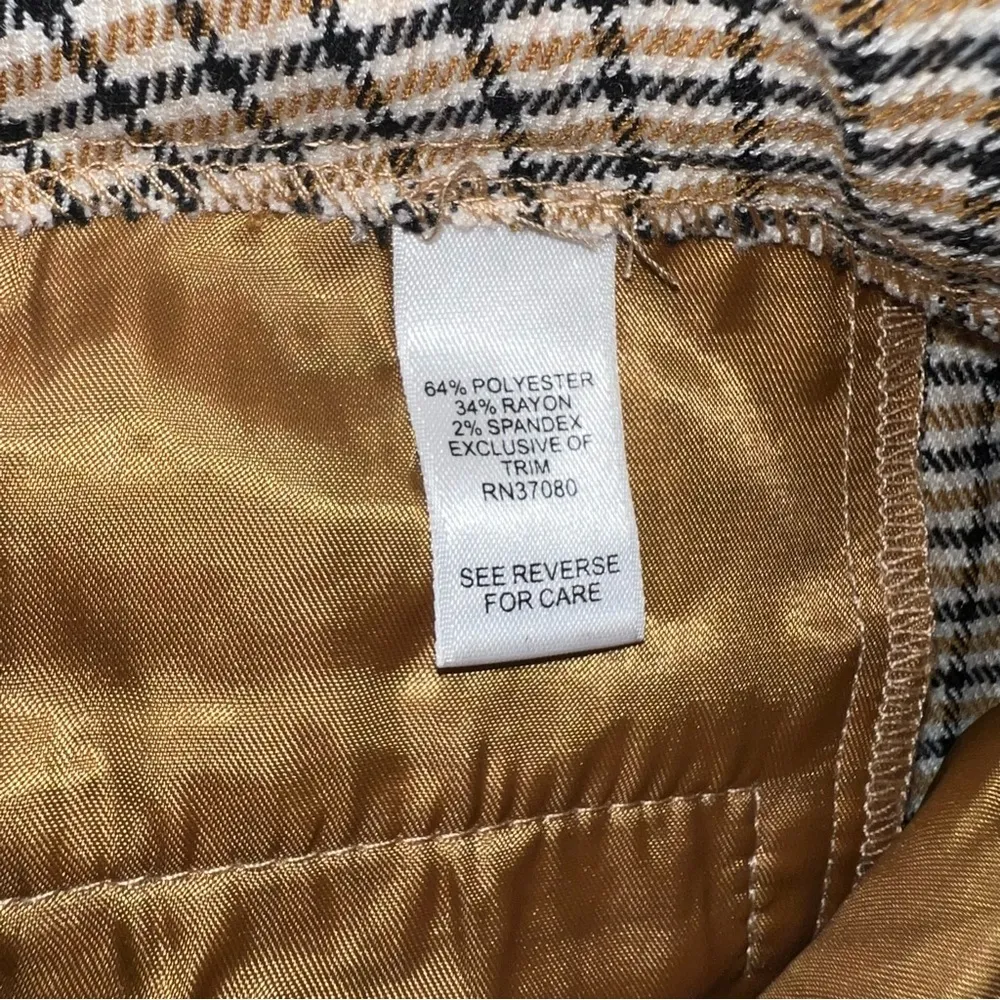 64% POLYESTER
34% RAYON
2% SPANDEX
EXCLUSIVE OF
TRIM
RN37080
SEE REVERSE
FOR CARE